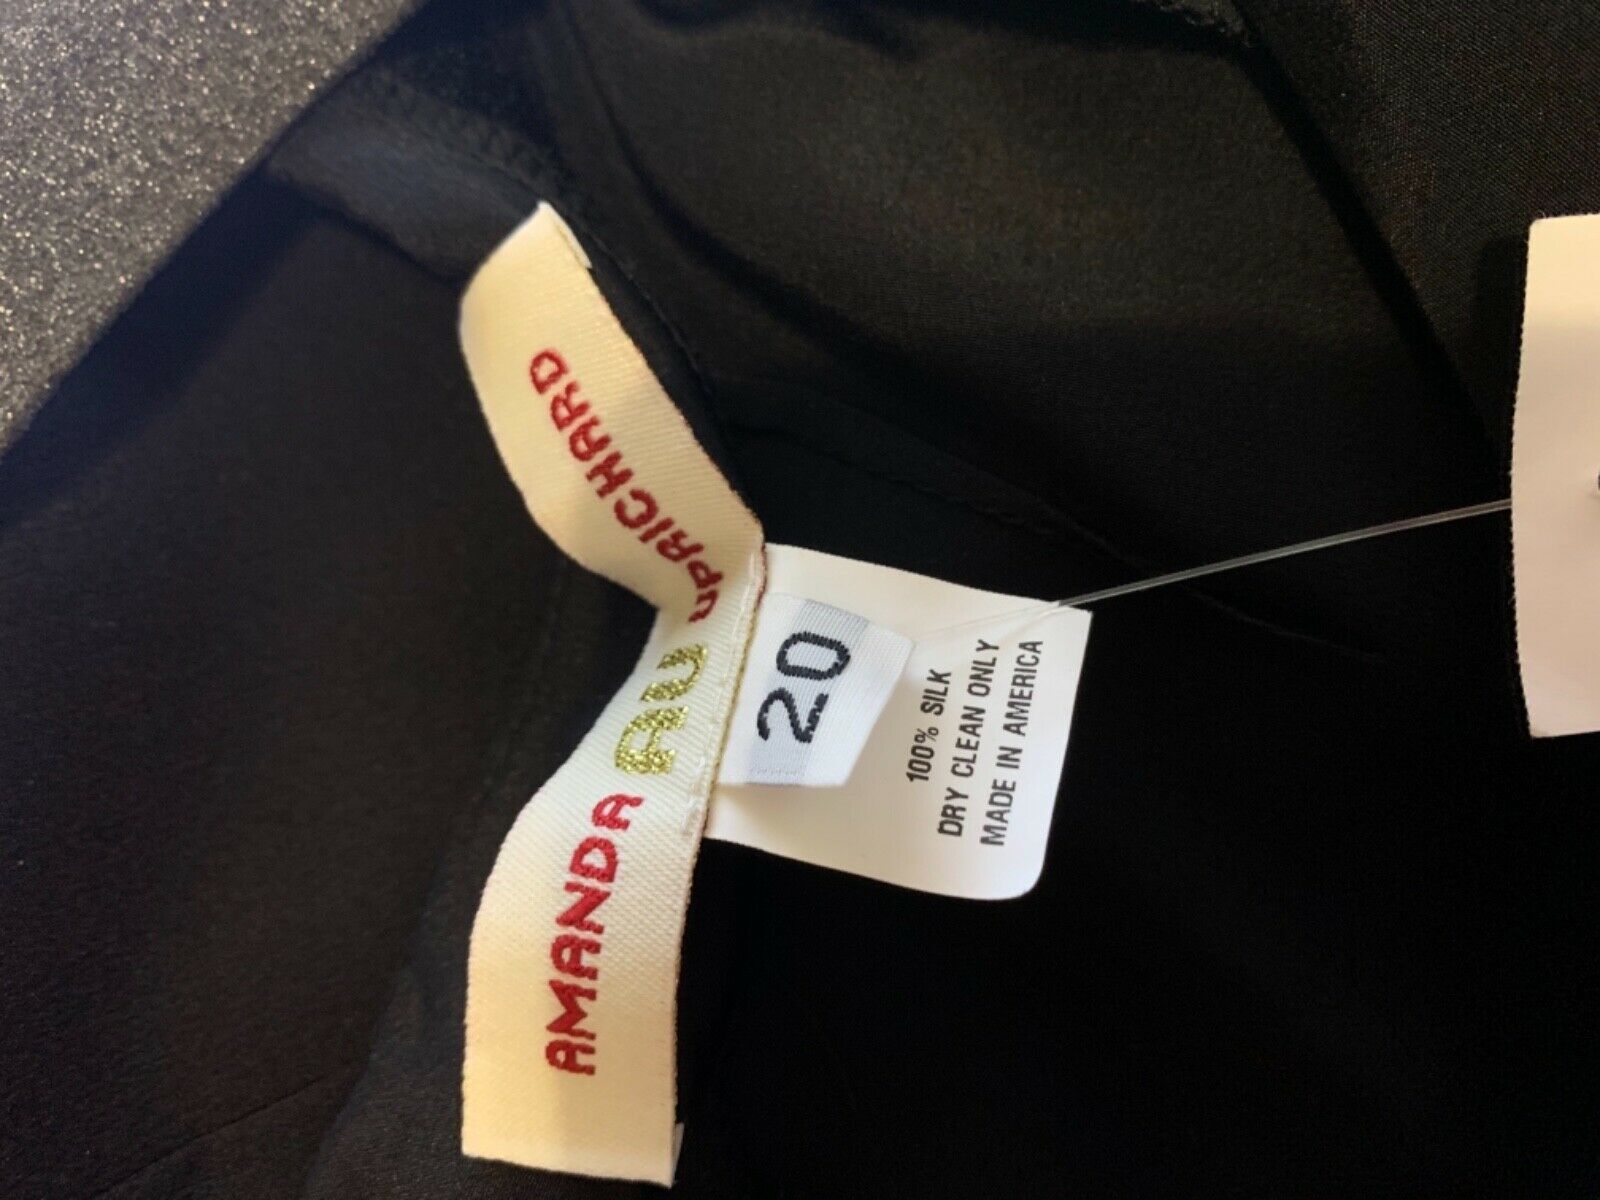 AMANDA AU UPRICHARD
20
100% SILK
DRY CLEAN ONLY
MADE IN AMERICA